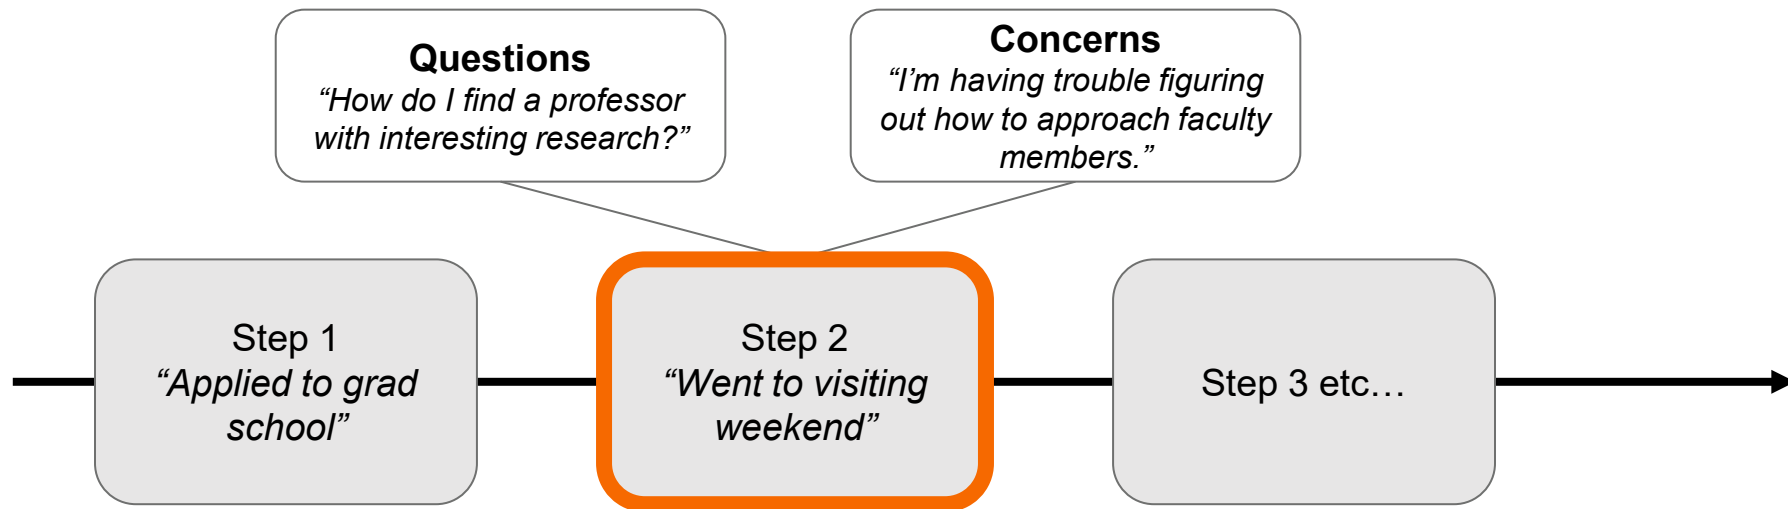 Questions
“How do I find a professor
with interesting research?”
Concerns
“I’m having trouble figuring
out how to approach faculty
members.”
Step 1
“Applied to grad
school”
Step 2
“Went to visiting
weekend”
Step 3 etc…